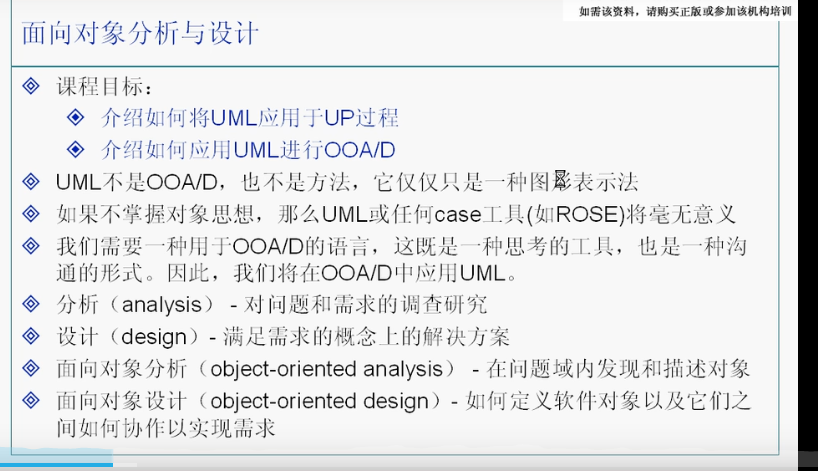 如需该资料，请购买正版或参加该机构培训
面向对象分析与设计
课程目标：
介绍如何将UML应用于UP过程
介绍如何应用UML进行OOA/D
UML不是OOA/D，也不是方法，它仅仅只是一种图形表示法
如果不掌握对象思想，那么UML或任何case工具(如ROSE)将毫无意义
我们需要一种用于OOA/D的语言，这既是一种思考的工具，也是一种沟
通的形式。因此，我们将在OOA/D中应用UML。
分析（analysis） - 对问题和需求的调查研究
设计（design）- 满足需求的概念上的解决方案
面向对象分析（object-oriented analysis） - 在问题域内发现和描述对象
面向对象设计（object-oriented design）- 如何定义软件对象以及它们之
间如何协作以实现需求